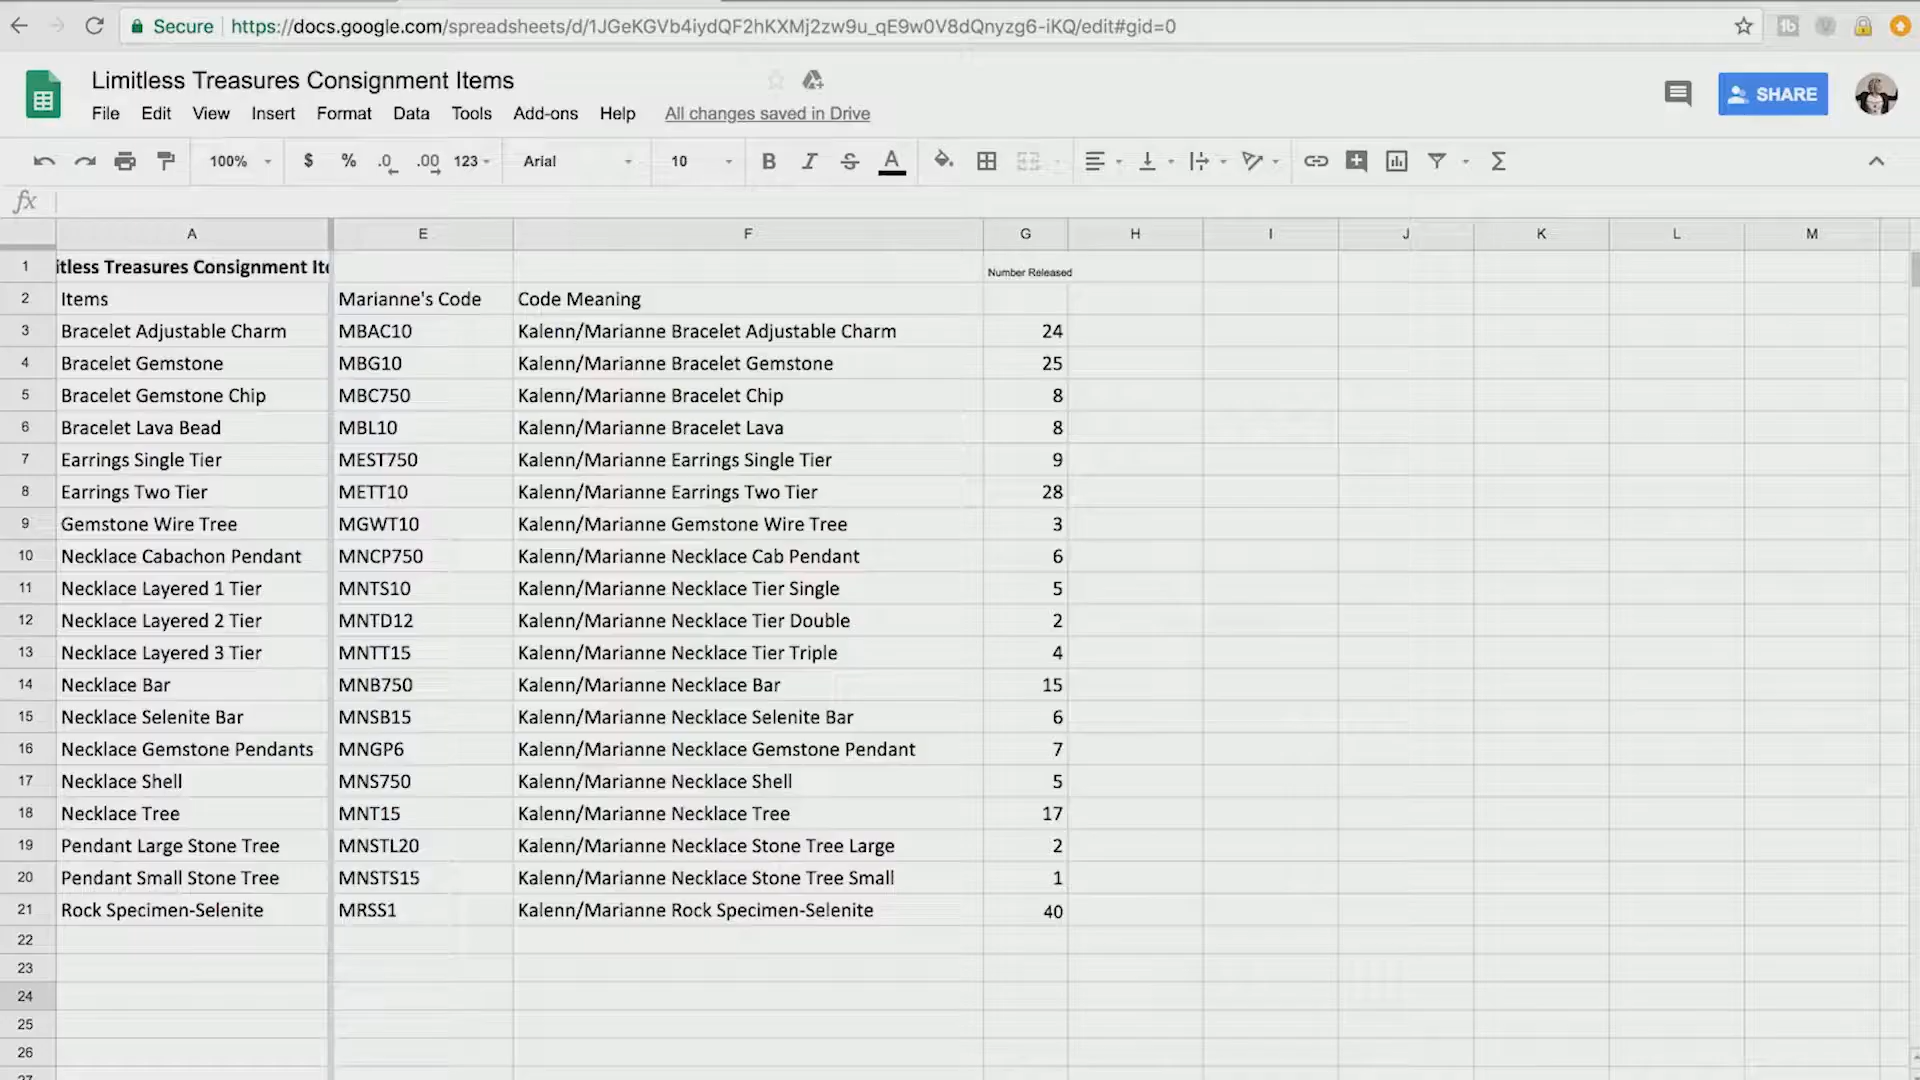 Secure https://docs.google.com/spreadsheets/d/1JGeKGVb4iydQF2hKXMj2zw9u_qE9w0V8dQnyzg6-iKQ/edit#gid=0
Limitless Treasures Consignment Items
File Edit View Insert Format Data Tools Add-ons Help All changes saved in Drive
SHARE
100% $ % .0 .00 123 Arial 10 B I S A Σ
fx
A E F G H I J K L M
1 itless Treasures Consignment Ite Number Released
2 Items Marianne's Code Code Meaning
3 Bracelet Adjustable Charm MBAC10 Kalenn/Marianne Bracelet Adjustable Charm 24
4 Bracelet Gemstone MBG10 Kalenn/Marianne Bracelet Gemstone 25
5 Bracelet Gemstone Chip MBC750 Kalenn/Marianne Bracelet Chip 8
6 Bracelet Lava Bead MBL10 Kalenn/Marianne Bracelet Lava 8
7 Earrings Single Tier MEST750 Kalenn/Marianne Earrings Single Tier 9
8 Earrings Two Tier METT10 Kalenn/Marianne Earrings Two Tier 28
9 Gemstone Wire Tree MGWT10 Kalenn/Marianne Gemstone Wire Tree 3
10 Necklace Cabachon Pendant MNCP750 Kalenn/Marianne Necklace Cab Pendant 6
11 Necklace Layered 1 Tier MNTS10 Kalenn/Marianne Necklace Tier Single 5
12 Necklace Layered 2 Tier MNTD12 Kalenn/Marianne Necklace Tier Double 2
13 Necklace Layered 3 Tier MNTT15 Kalenn/Marianne Necklace Tier Triple 4
14 Necklace Bar MNB750 Kalenn/Marianne Necklace Bar 15
15 Necklace Selenite Bar MNSB15 Kalenn/Marianne Necklace Selenite Bar 6
16 Necklace Gemstone Pendants MNGP6 Kalenn/Marianne Necklace Gemstone Pendant 7
17 Necklace Shell MNS750 Kalenn/Marianne Necklace Shell 5
18 Necklace Tree MNT15 Kalenn/Marianne Necklace Tree 17
19 Pendant Large Stone Tree MNSTL20 Kalenn/Marianne Necklace Stone Tree Large 2
20 Pendant Small Stone Tree MNSTS15 Kalenn/Marianne Necklace Stone Tree Small 1
21 Rock Specimen-Selenite MRSS1 Kalenn/Marianne Rock Specimen-Selenite 40
22
23
24
25
26